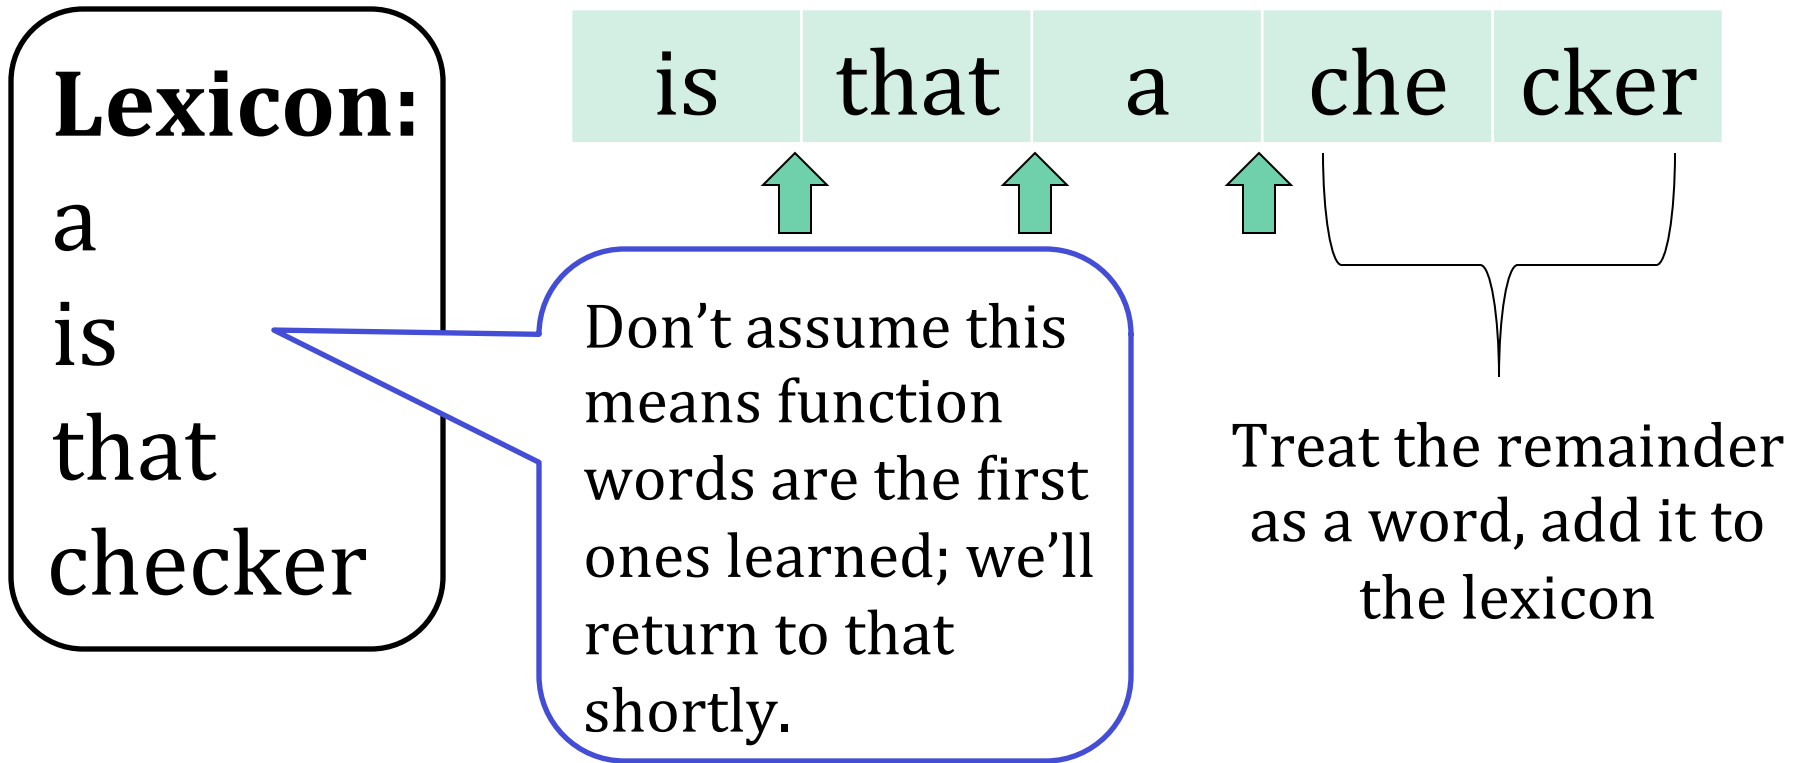 Lexicon:
a
is
that
checker
is that a che cker
Don’t assume this
means function
words are the first
ones learned; we’ll
return to that
shortly.
Treat the remainder
as a word, add it to
the lexicon